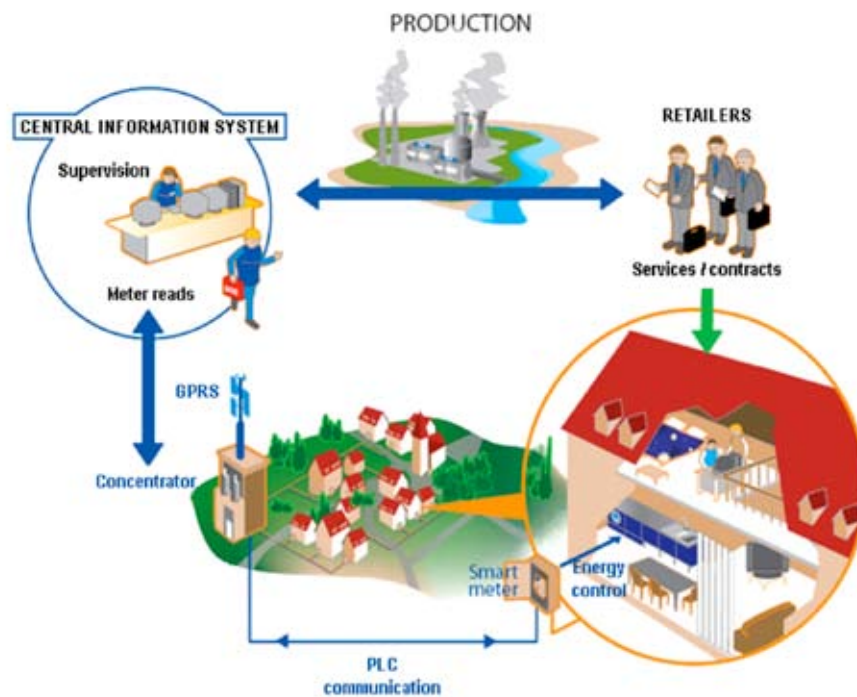 PRODUCTION
CENTRAL INFORMATION SYSTEM
RETAILERS
Supervision
Services / contracts
Meter reads
GPRS
Concentrator
Smart
meter
Energy
control
PLC
communication